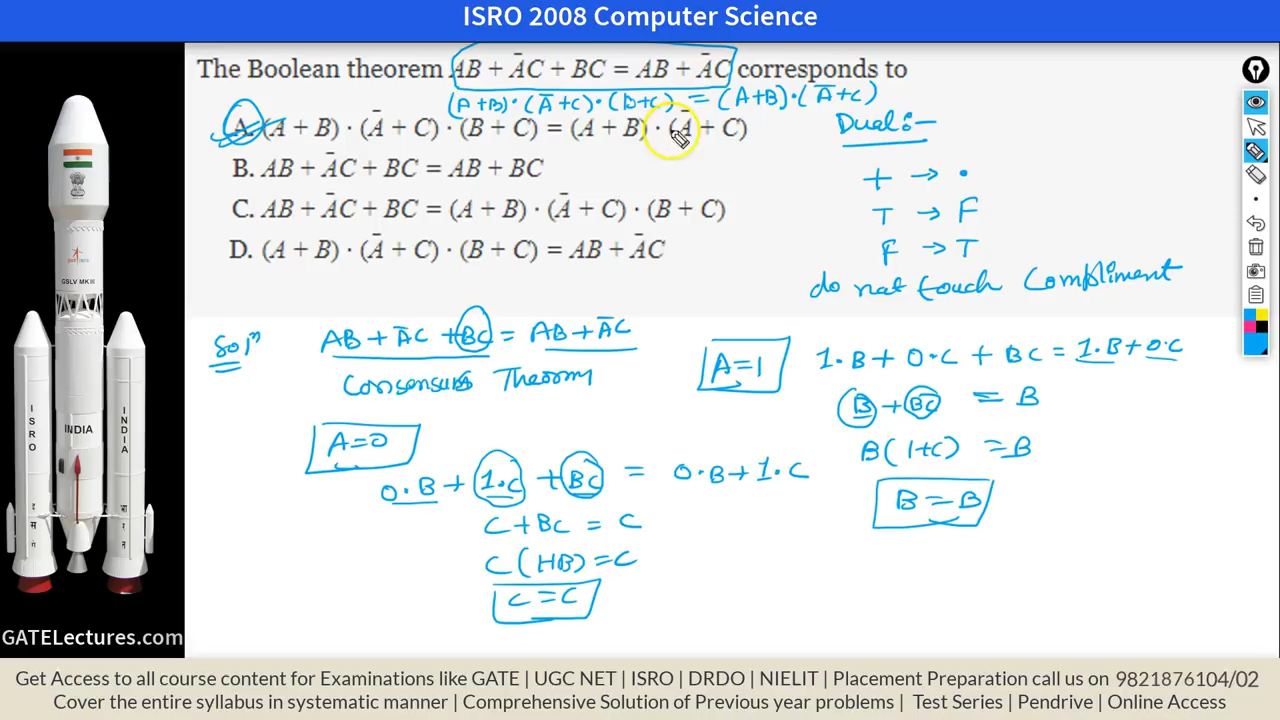 ISRO 2008 Computer Science
The Boolean theorem AB + ĀC + BC = AB + ĀC corresponds to
(A+B)·(Ā+C)·(B+C) = (A+B)·(Ā+C)
A. (A + B) · (Ā + C) · (B + C) = (A + B) · (Ā + C)
B. AB + ĀC + BC = AB + BC
C. AB + ĀC + BC = (A + B) · (Ā + C) · (B + C)
D. (A + B) · (Ā + C) · (B + C) = AB + ĀC
Dual:-
+ → ·
T → F
F → T
do not touch Compliment
Solⁿ
AB + ĀC + BC = AB + ĀC
Consensus Theorem
A=0
0·B + 1·C + BC = 0·B + 1·C
C + BC = C
C(1+B) = C
C = C
A=1
1·B + 0·C + BC = 1·B + 0·C
B + BC = B
B(1+C) = B
B = B
GSLV MKIII
ISRO
INDIA
INDIA
GATELectures.com
Get Access to all course content for Examinations like GATE | UGC NET | ISRO | DRDO | NIELIT | Placement Preparation call us on 9821876104/02
Cover the entire syllabus in systematic manner | Comprehensive Solution of Previous year problems | Test Series | Pendrive | Online Access